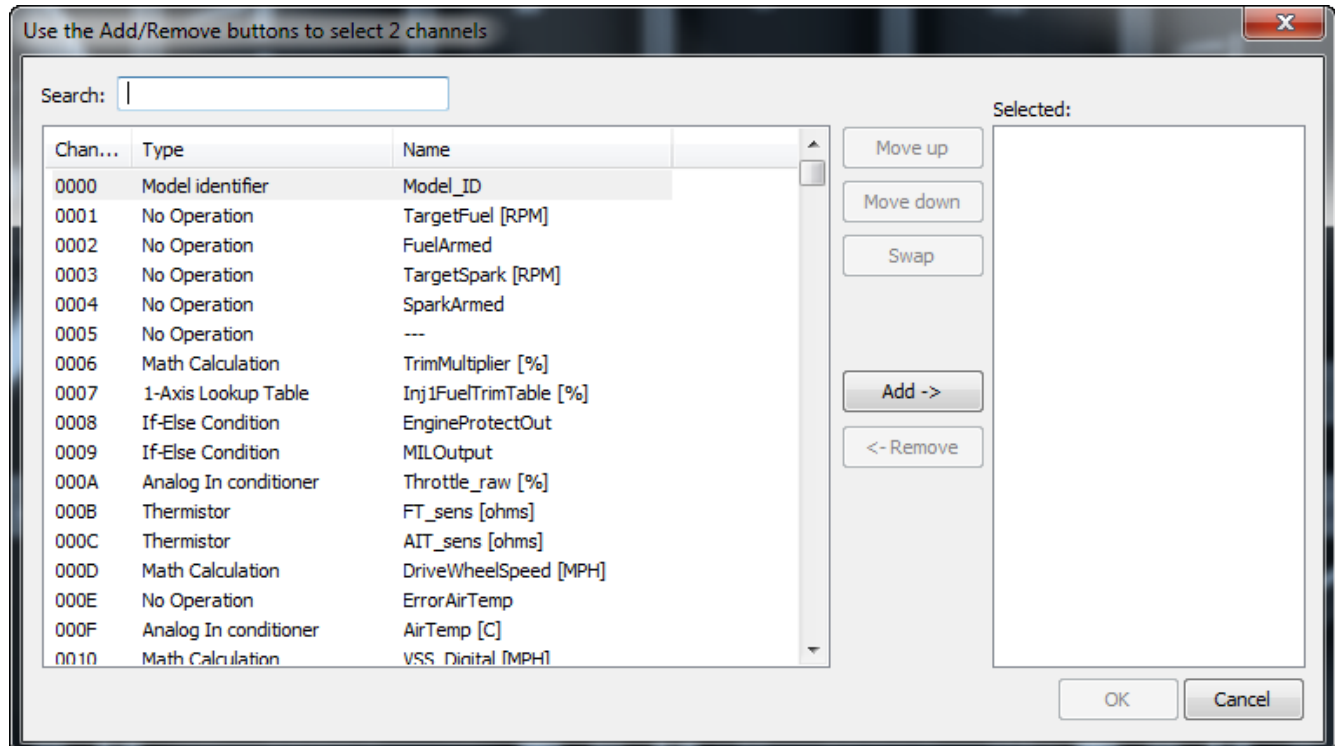 Use the Add/Remove buttons to select 2 channels
Search:
Selected:
Chan... Type Name
0000 Model identifier Model_ID
0001 No Operation TargetFuel [RPM]
0002 No Operation FuelArmed
0003 No Operation TargetSpark [RPM]
0004 No Operation SparkArmed
0005 No Operation ---
0006 Math Calculation TrimMultiplier [%]
0007 1-Axis Lookup Table Inj1FuelTrimTable [%]
0008 If-Else Condition EngineProtectOut
0009 If-Else Condition MILOutput
000A Analog In conditioner Throttle_raw [%]
000B Thermistor FT_sens [ohms]
000C Thermistor AIT_sens [ohms]
000D Math Calculation DriveWheelSpeed [MPH]
000E No Operation ErrorAirTemp
000F Analog In conditioner AirTemp [C]
0010 Math Calculation VSS_Digital [MPH]
Move up
Move down
Swap
Add ->
<- Remove
OK Cancel